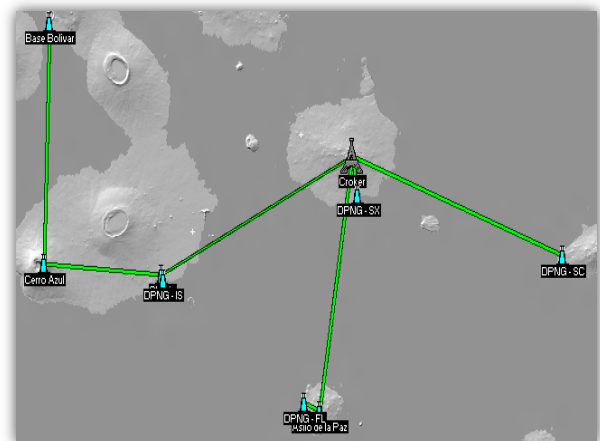 Base Bolivar
Croker
DPNG - SX
DPNG - SC
Cerro Azul
DPNG - IS
DPNG - FL
Asilo de la Paz